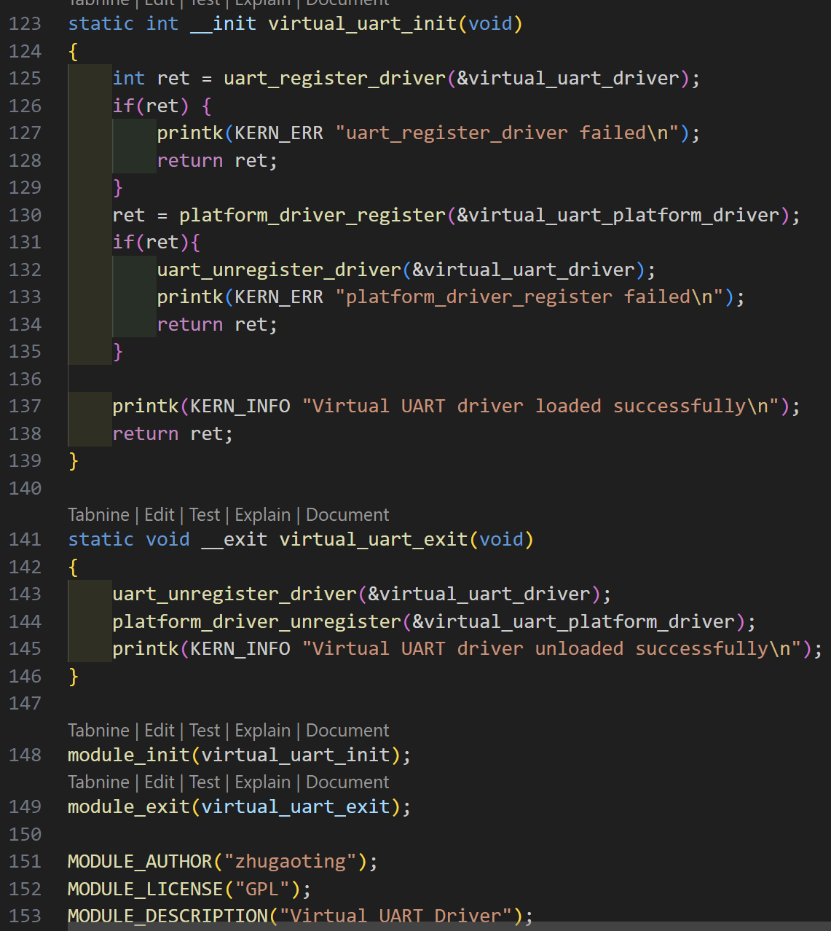 Tabnine | Edit | Test | Explain | Document
123 static int __init virtual_uart_init(void)
124 {
125     int ret = uart_register_driver(&virtual_uart_driver);
126     if(ret) {
127         printk(KERN_ERR "uart_register_driver failed\n");
128         return ret;
129     }
130     ret = platform_driver_register(&virtual_uart_platform_driver);
131     if(ret){
132         uart_unregister_driver(&virtual_uart_driver);
133         printk(KERN_ERR "platform_driver_register failed\n");
134         return ret;
135     }
136
137     printk(KERN_INFO "Virtual UART driver loaded successfully\n");
138     return ret;
139 }
140
Tabnine | Edit | Test | Explain | Document
141 static void __exit virtual_uart_exit(void)
142 {
143     uart_unregister_driver(&virtual_uart_driver);
144     platform_driver_unregister(&virtual_uart_platform_driver);
145     printk(KERN_INFO "Virtual UART driver unloaded successfully\n");
146 }
147
Tabnine | Edit | Test | Explain | Document
148 module_init(virtual_uart_init);
Tabnine | Edit | Test | Explain | Document
149 module_exit(virtual_uart_exit);
150
151 MODULE_AUTHOR("zhugaoting");
152 MODULE_LICENSE("GPL");
153 MODULE_DESCRIPTION("Virtual UART Driver");